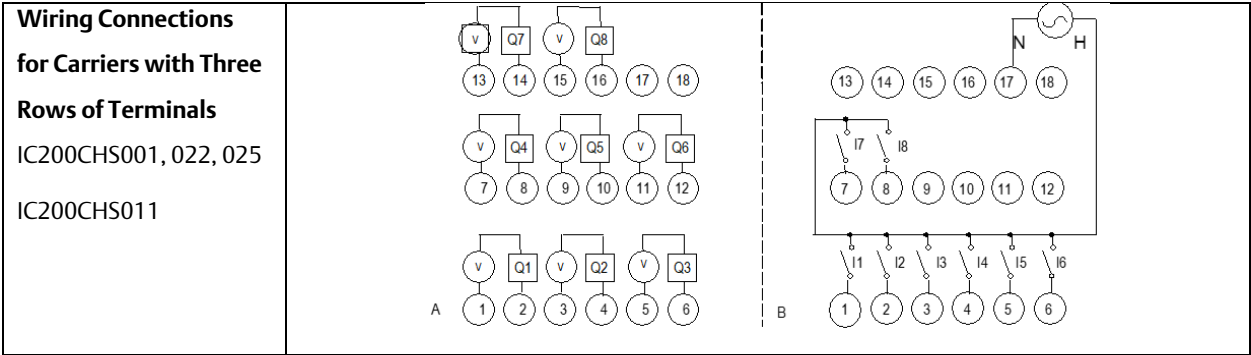 Wiring Connections
for Carriers with Three
Rows of Terminals
IC200CHS001, 022, 025
IC200CHS011
V Q7 V Q8
13 14 15 16 17 18
V Q4 V Q5 V Q6
7 8 9 10 11 12
V Q1 V Q2 V Q3
A 1 2 3 4 5 6
N H
13 14 15 16 17 18
I7 I8
7 8 9 10 11 12
I1 I2 I3 I4 I5 I6
B 1 2 3 4 5 6